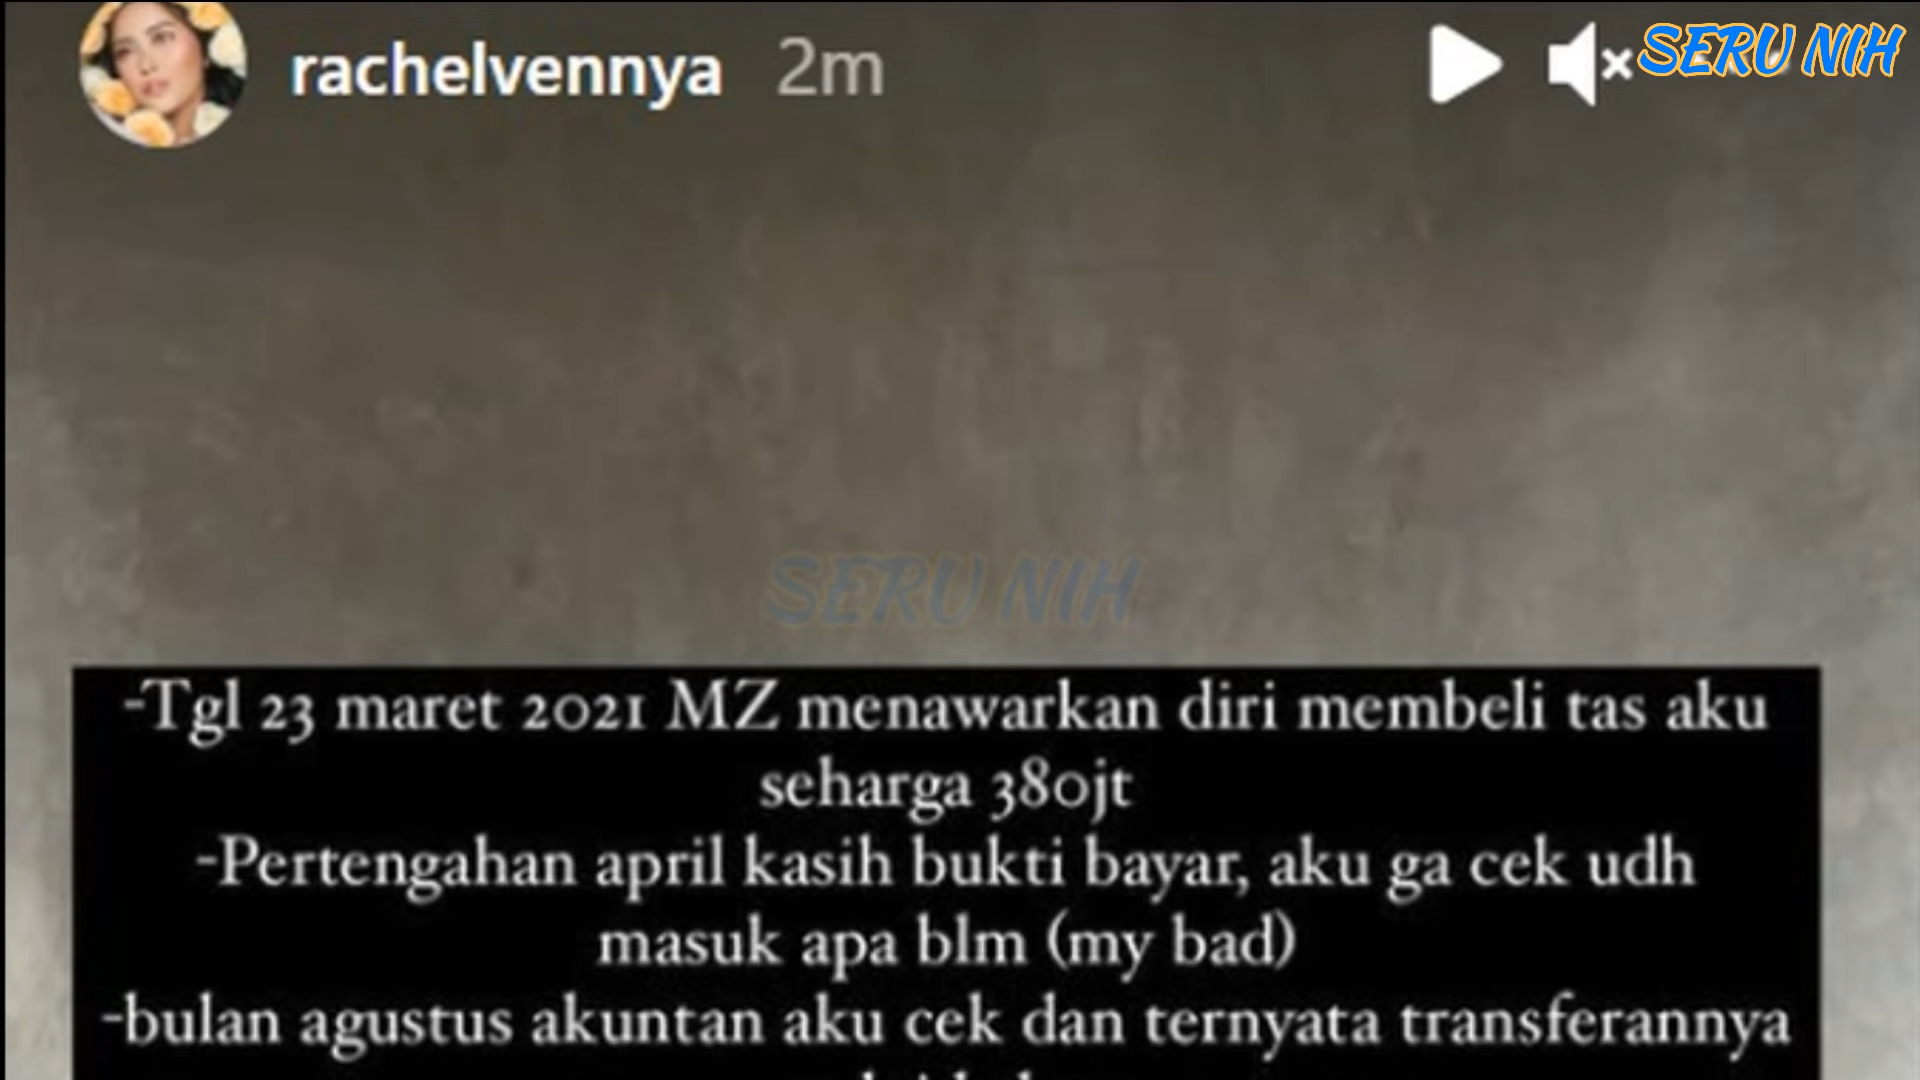 rachelvennya 2m
SERU NIH
SERU NIH
-Tgl 23 maret 2021 MZ menawarkan diri membeli tas aku
seharga 380jt
-Pertengahan april kasih bukti bayar, aku ga cek udh
masuk apa blm (my bad)
-bulan agustus akuntan aku cek dan ternyata transferannya